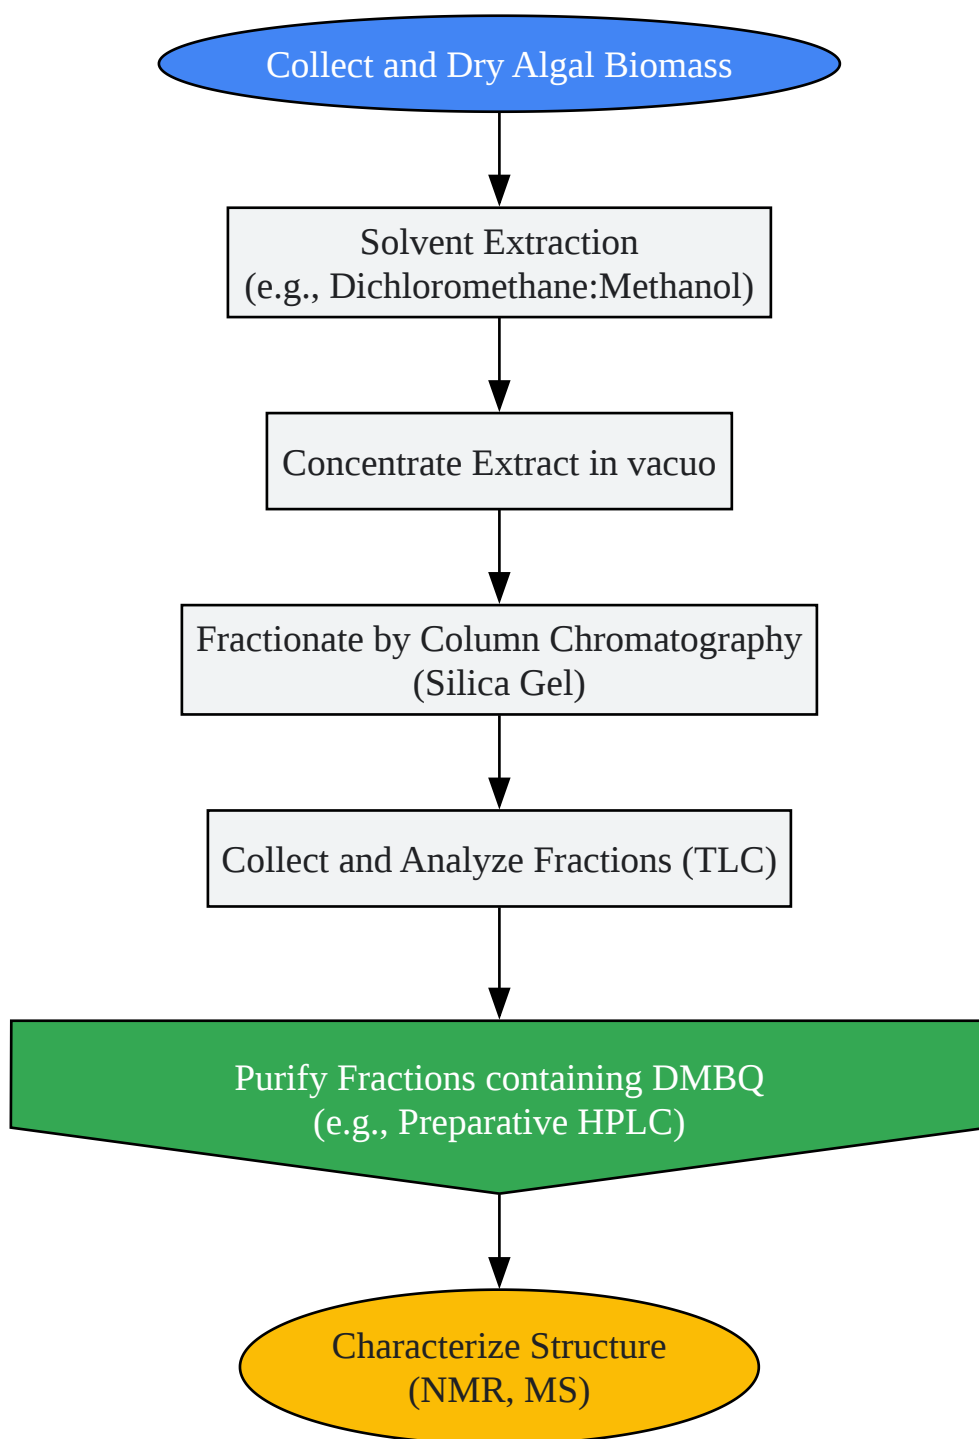 Collect and Dry Algal Biomass
Solvent Extraction
(e.g., Dichloromethane:Methanol)
Concentrate Extract in vacuo
Fractionate by Column Chromatography
(Silica Gel)
Collect and Analyze Fractions (TLC)
Purify Fractions containing DMBQ
(e.g., Preparative HPLC)
Characterize Structure
(NMR, MS)